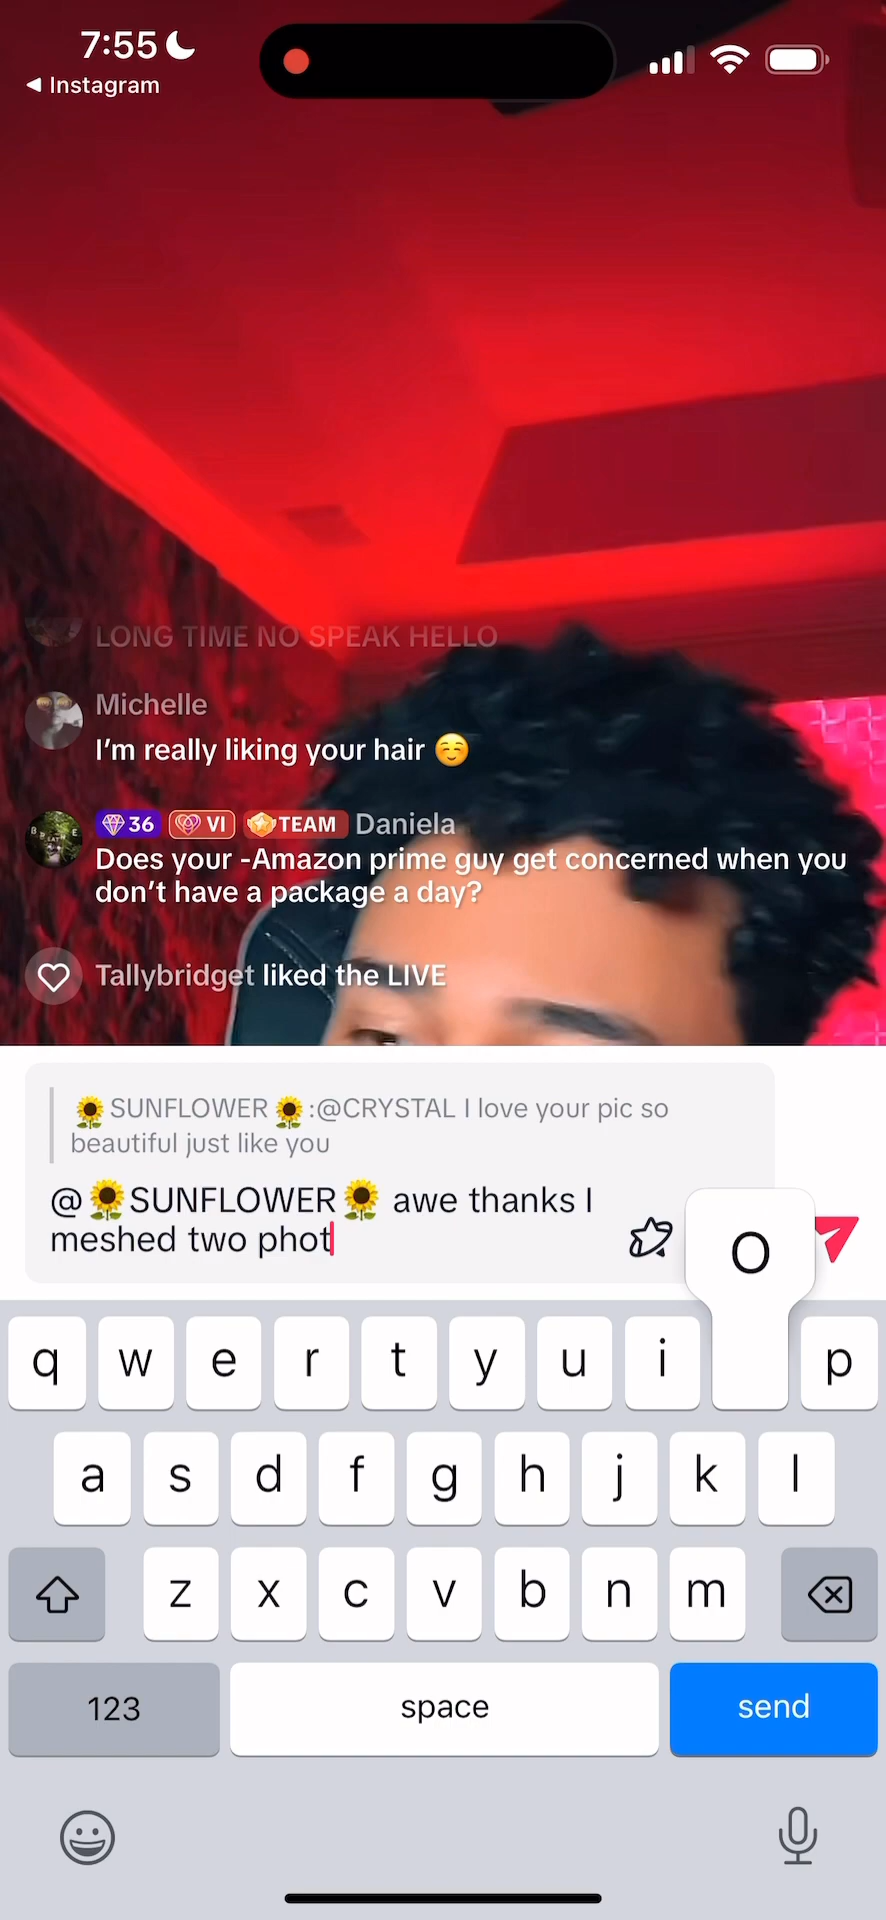 7:55
◀ Instagram
LONG TIME NO SPEAK HELLO
Michelle
I'm really liking your hair ☺️
36 VI TEAM Daniela
Does your -Amazon prime guy get concerned when you
don't have a package a day?
Tallybridget liked the LIVE
🌻SUNFLOWER🌻:@CRYSTAL I love your pic so
beautiful just like you
@🌻SUNFLOWER🌻 awe thanks I
meshed two phot
O
q w e r t y u i p
a s d f g h j k l
z x c v b n m
123 space send